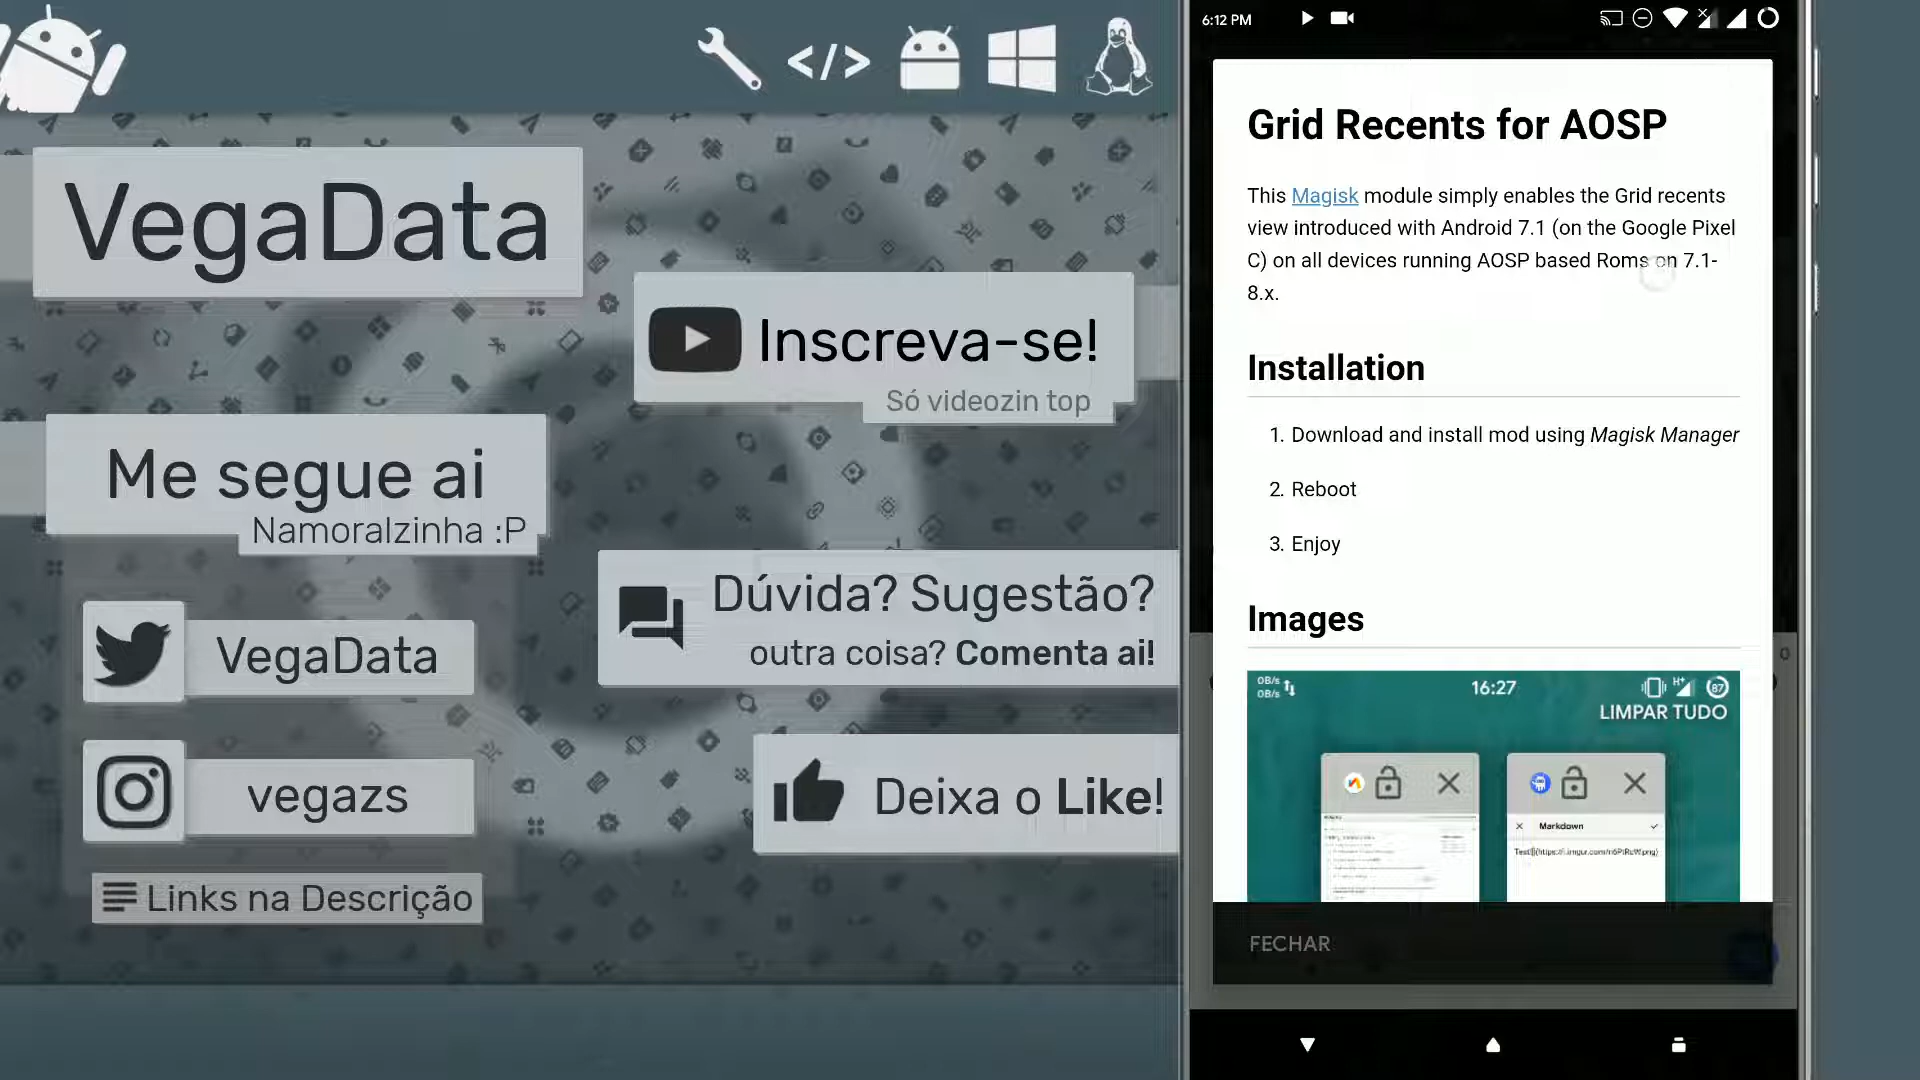 </>
VegaData
Inscreva-se!
Só videozin top
Me segue ai
Namoralzinha :P
Dúvida? Sugestão?
outra coisa? Comenta ai!
VegaData
vegazs
Deixa o Like!
Links na Descrição
6:12 PM
Grid Recents for AOSP
This Magisk module simply enables the Grid recents
view introduced with Android 7.1 (on the Google Pixel
C) on all devices running AOSP based Roms on 7.1-
8.x.
Installation
1. Download and install mod using Magisk Manager
2. Reboot
3. Enjoy
Images
0B/s
0B/s
16:27
H+
87
LIMPAR TUDO
Markdown
FECHAR